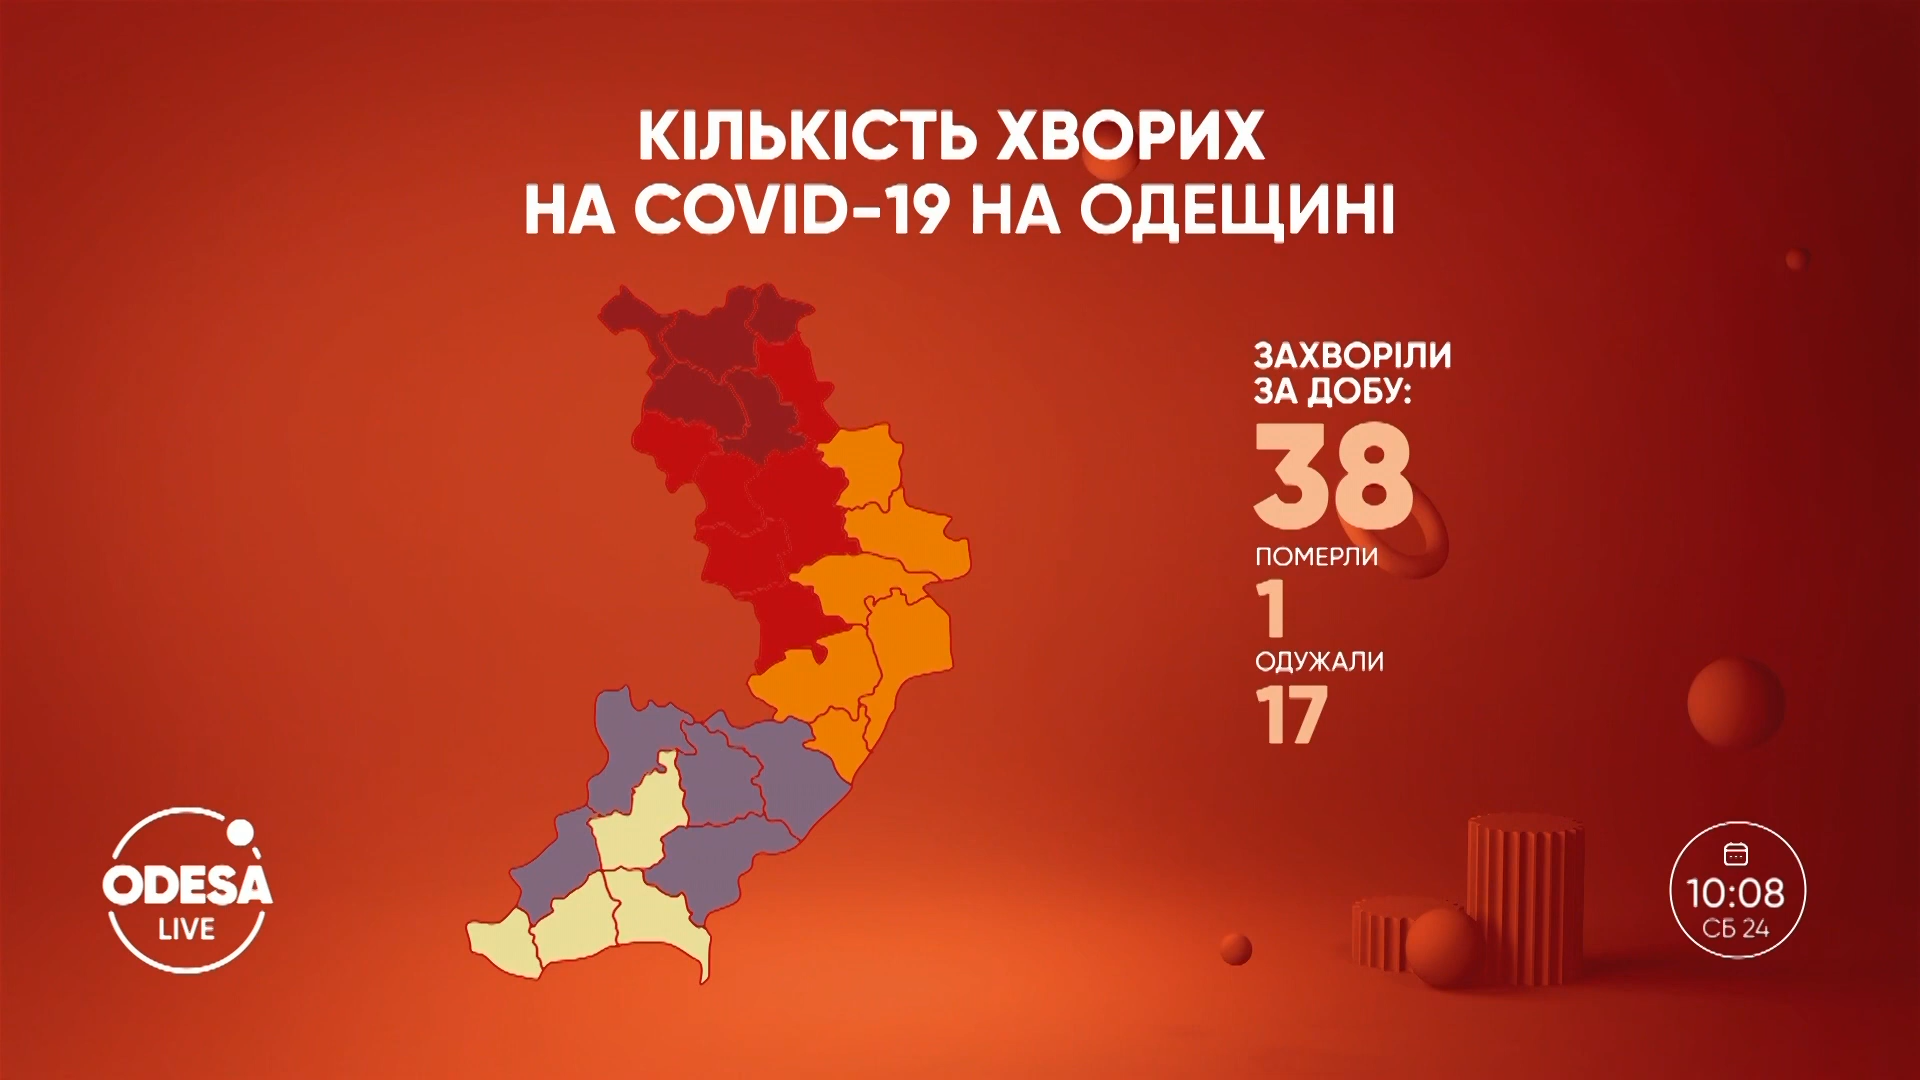 КІЛЬКІСТЬ ХВОРИХ
НА COVID-19 НА ОДЕЩИНІ
ЗАХВОРІЛИ
ЗА ДОБУ:
38
ПОМЕРЛИ
1
ОДУЖАЛИ
17
ODESA
LIVE
10:08
СБ 24